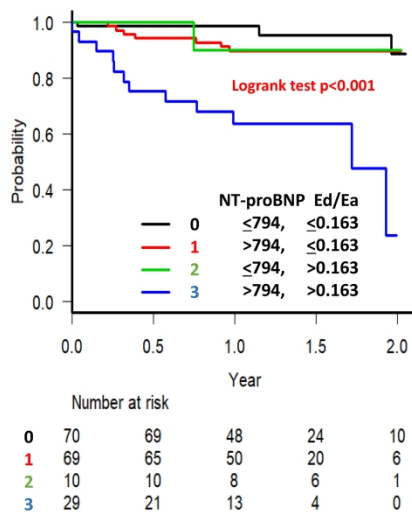 1.0
0.8
0.6
0.4
0.2
0.0
Probability
Logrank test p<0.001
NT-proBNP Ed/Ea
0 ≤794, ≤0.163
1 >794, ≤0.163
2 ≤794, >0.163
3 >794, >0.163
0.0 0.5 1.0 1.5 2.0
Year
Number at risk
0 70 69 48 24 10
1 69 65 50 20 6
2 10 10 8 6 1
3 29 21 13 4 0